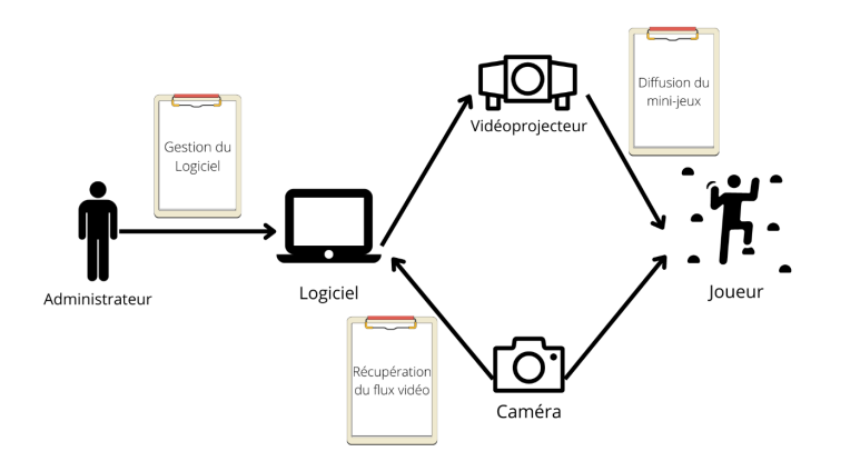 Diffusion du
mini-jeux
Vidéoprojecteur
Gestion du
Logiciel
Administrateur
Logiciel
Joueur
Récupération
du flux vidéo
Caméra